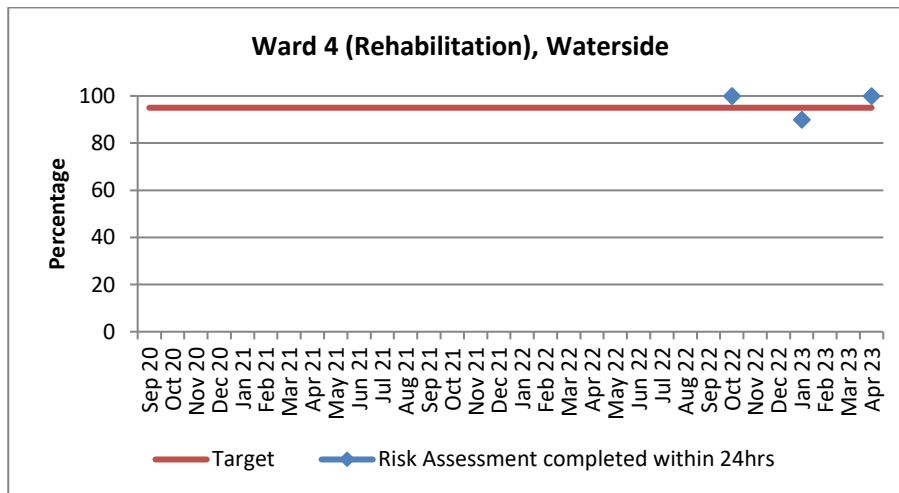 Ward 4 (Rehabilitation), Waterside
Percentage
100
80
60
40
20
0
Sep 20
Oct 20
Nov 20
Dec 20
Jan 21
Feb 21
Mar 21
Apr 21
May 21
Jun 21
Jul 21
Aug 21
Sep 21
Oct 21
Nov 21
Dec 21
Jan 22
Feb 22
Mar 22
Apr 22
May 22
Jun 22
Jul 22
Aug 22
Sep 22
Oct 22
Nov 22
Dec 22
Jan 23
Feb 23
Mar 23
Apr 23
Target
Risk Assessment completed within 24hrs